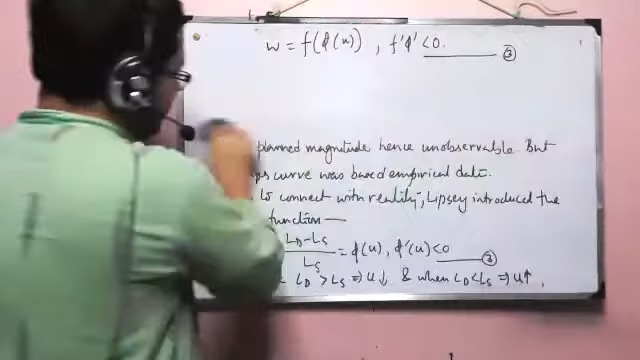 w = f(ϕ(u)) , f'ϕ' <0. ——— ③
planned magnitude hence unobservable. But
curve was based empirical data.
to connect with reality, Lipsey introduced the
function —
L_D-L_S / L_S = ϕ(u), ϕ'(u)<0 ——— ②
L_D > L_S ⇒ u↓ & when L_D<L_S ⇒ u↑ .